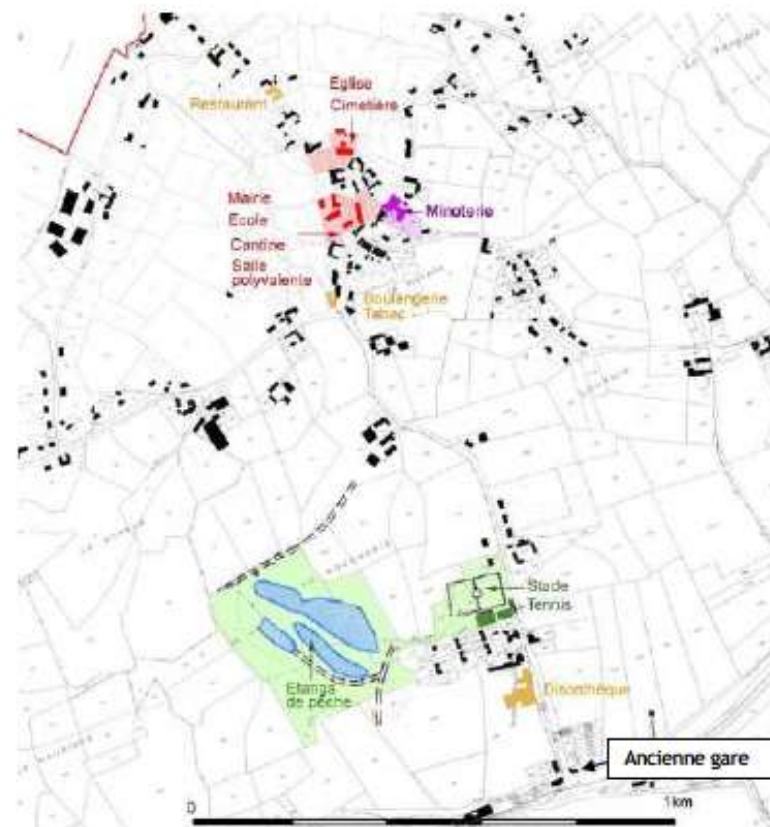 Restaurant
Eglise
Cimetière
Mairie
Ecole
Cantine
Salle
polyvalente
Minoterie
Boulangerie
Tabac
Stade
Tennis
Etangs
de pêche
Discothèque
Ancienne gare
0
1km